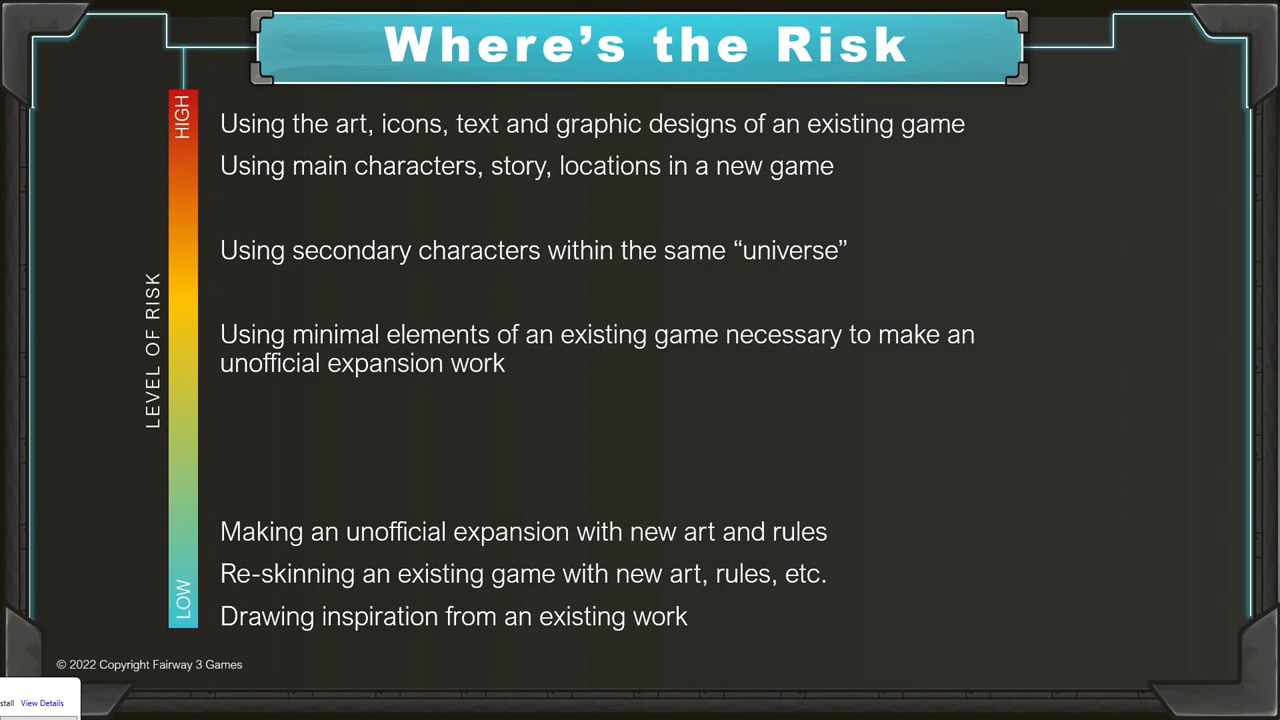 Where's the Risk
HIGH
Using the art, icons, text and graphic designs of an existing game
Using main characters, story, locations in a new game
Using secondary characters within the same “universe”
LEVEL OF RISK
Using minimal elements of an existing game necessary to make an
unofficial expansion work
Making an unofficial expansion with new art and rules
Re-skinning an existing game with new art, rules, etc.
LOW
Drawing inspiration from an existing work
© 2022 Copyright Fairway 3 Games
stall View Details